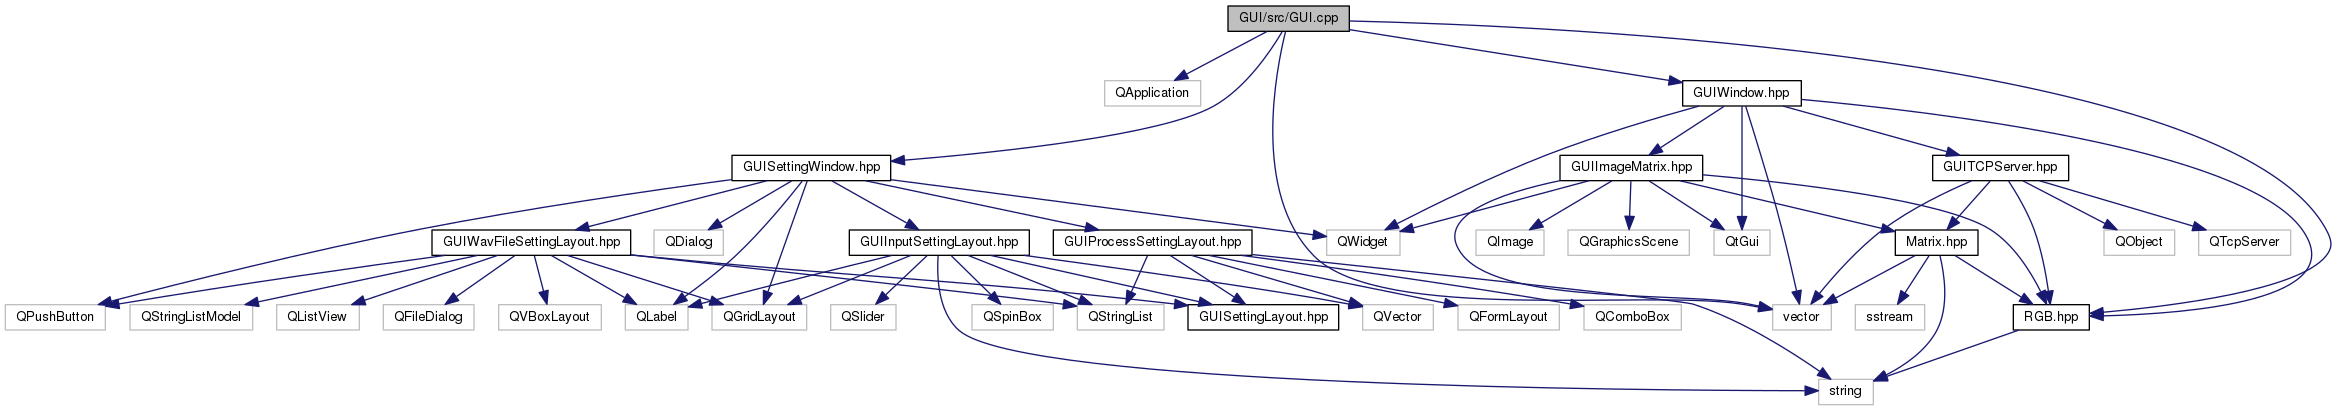 GUI/src/GUI.cpp
QApplication
GUIWindow.hpp
GUISettingWindow.hpp
GUIImageMatrix.hpp
GUITCPServer.hpp
GUIWavFileSettingLayout.hpp
QDialog
GUIInputSettingLayout.hpp
GUIProcessSettingLayout.hpp
QWidget
QImage
QGraphicsScene
QtGui
Matrix.hpp
QObject
QTcpServer
QPushButton
QStringListModel
QListView
QFileDialog
QVBoxLayout
QLabel
QGridLayout
QSlider
QSpinBox
QStringList
GUISettingLayout.hpp
QVector
QFormLayout
QComboBox
vector
sstream
RGB.hpp
string